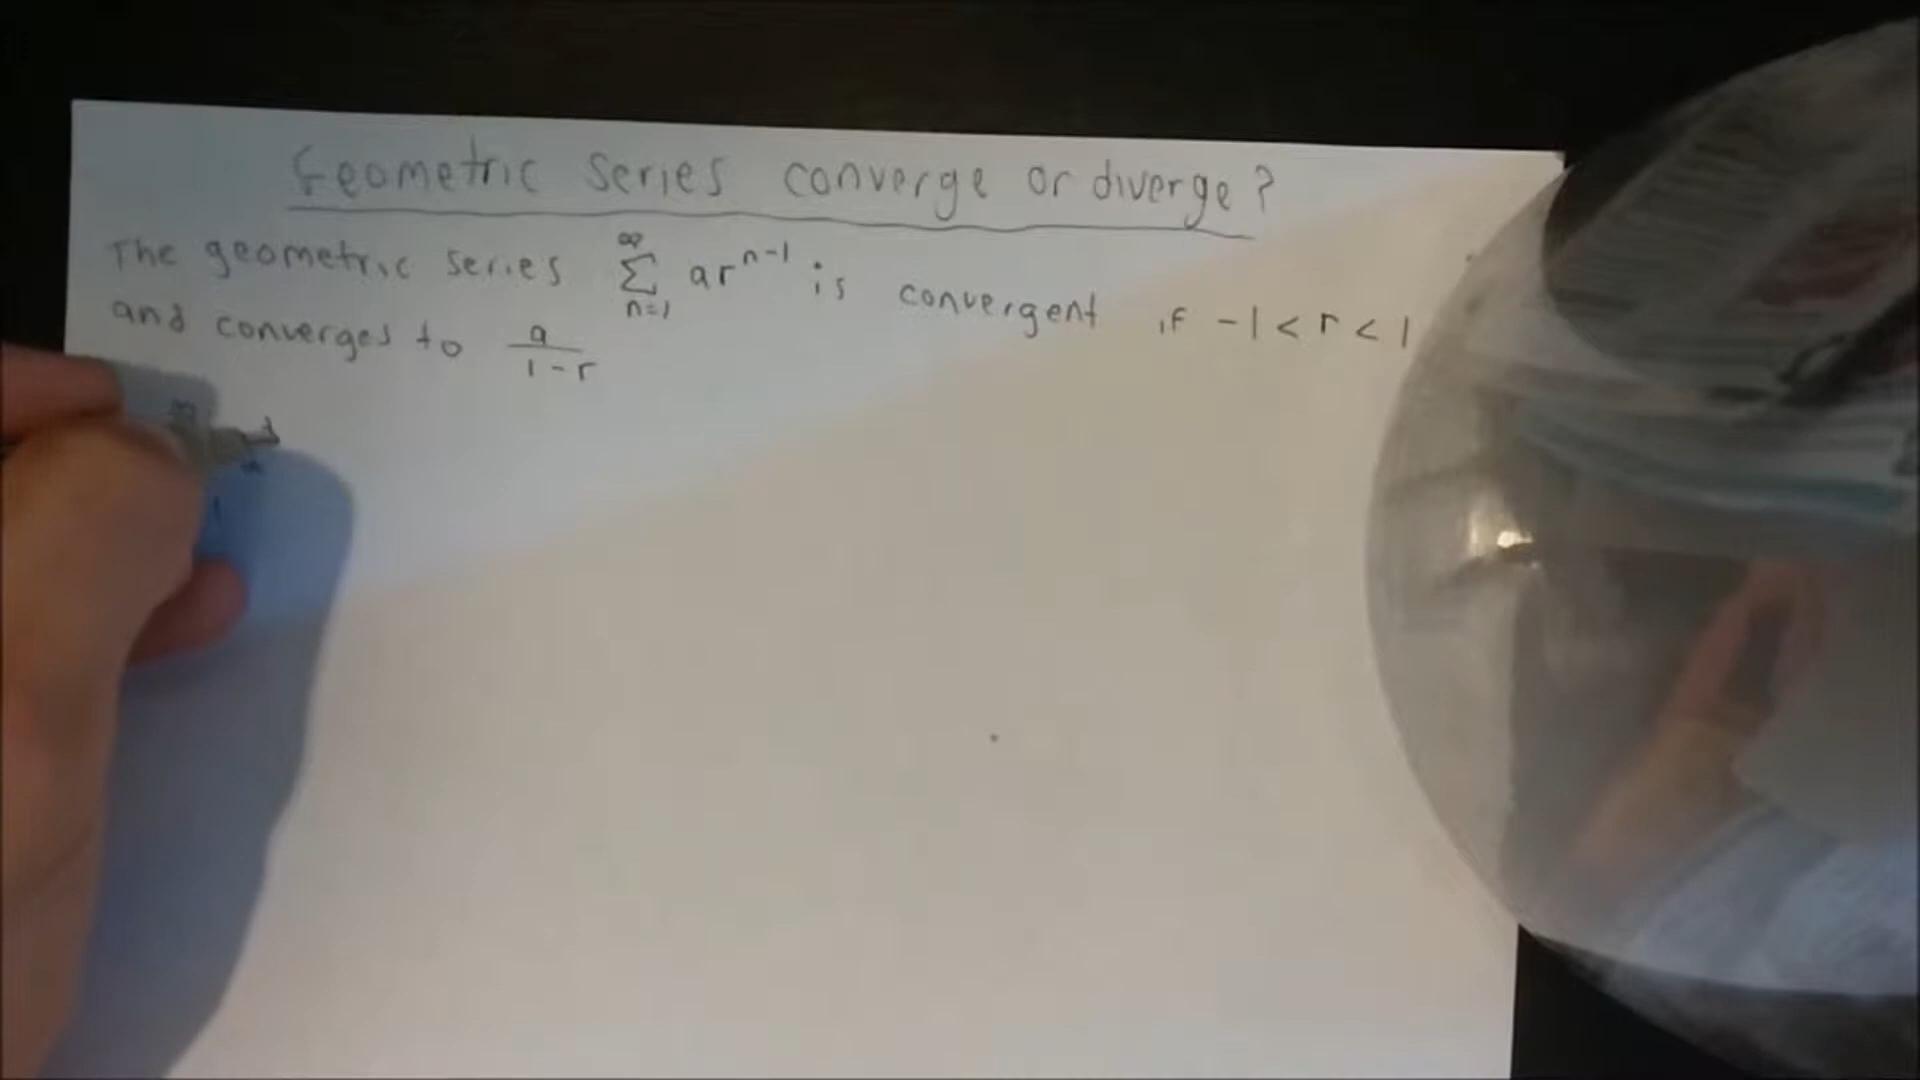 Geometric series converge or diverge?
The geometric series ∞ Σ n=1 ar^n-1 is convergent if -1 < r < 1
and converges to a/1-r